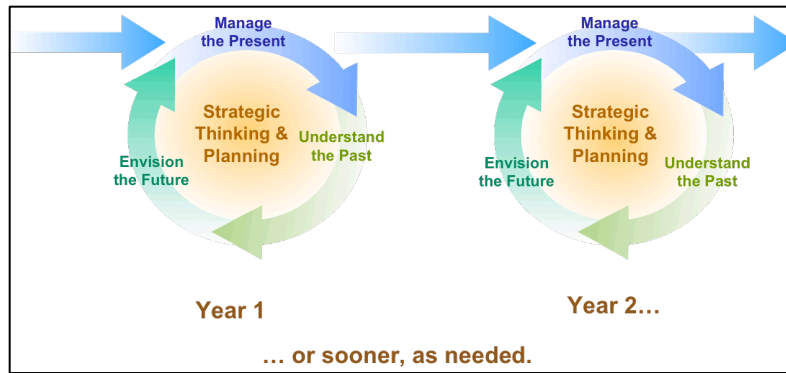 Manage
the Present
Strategic
Thinking &
Planning
Understand
the Past
Envision
the Future
Year 1
Manage
the Present
Strategic
Thinking &
Planning
Understand
the Past
Envision
the Future
Year 2…
… or sooner, as needed.